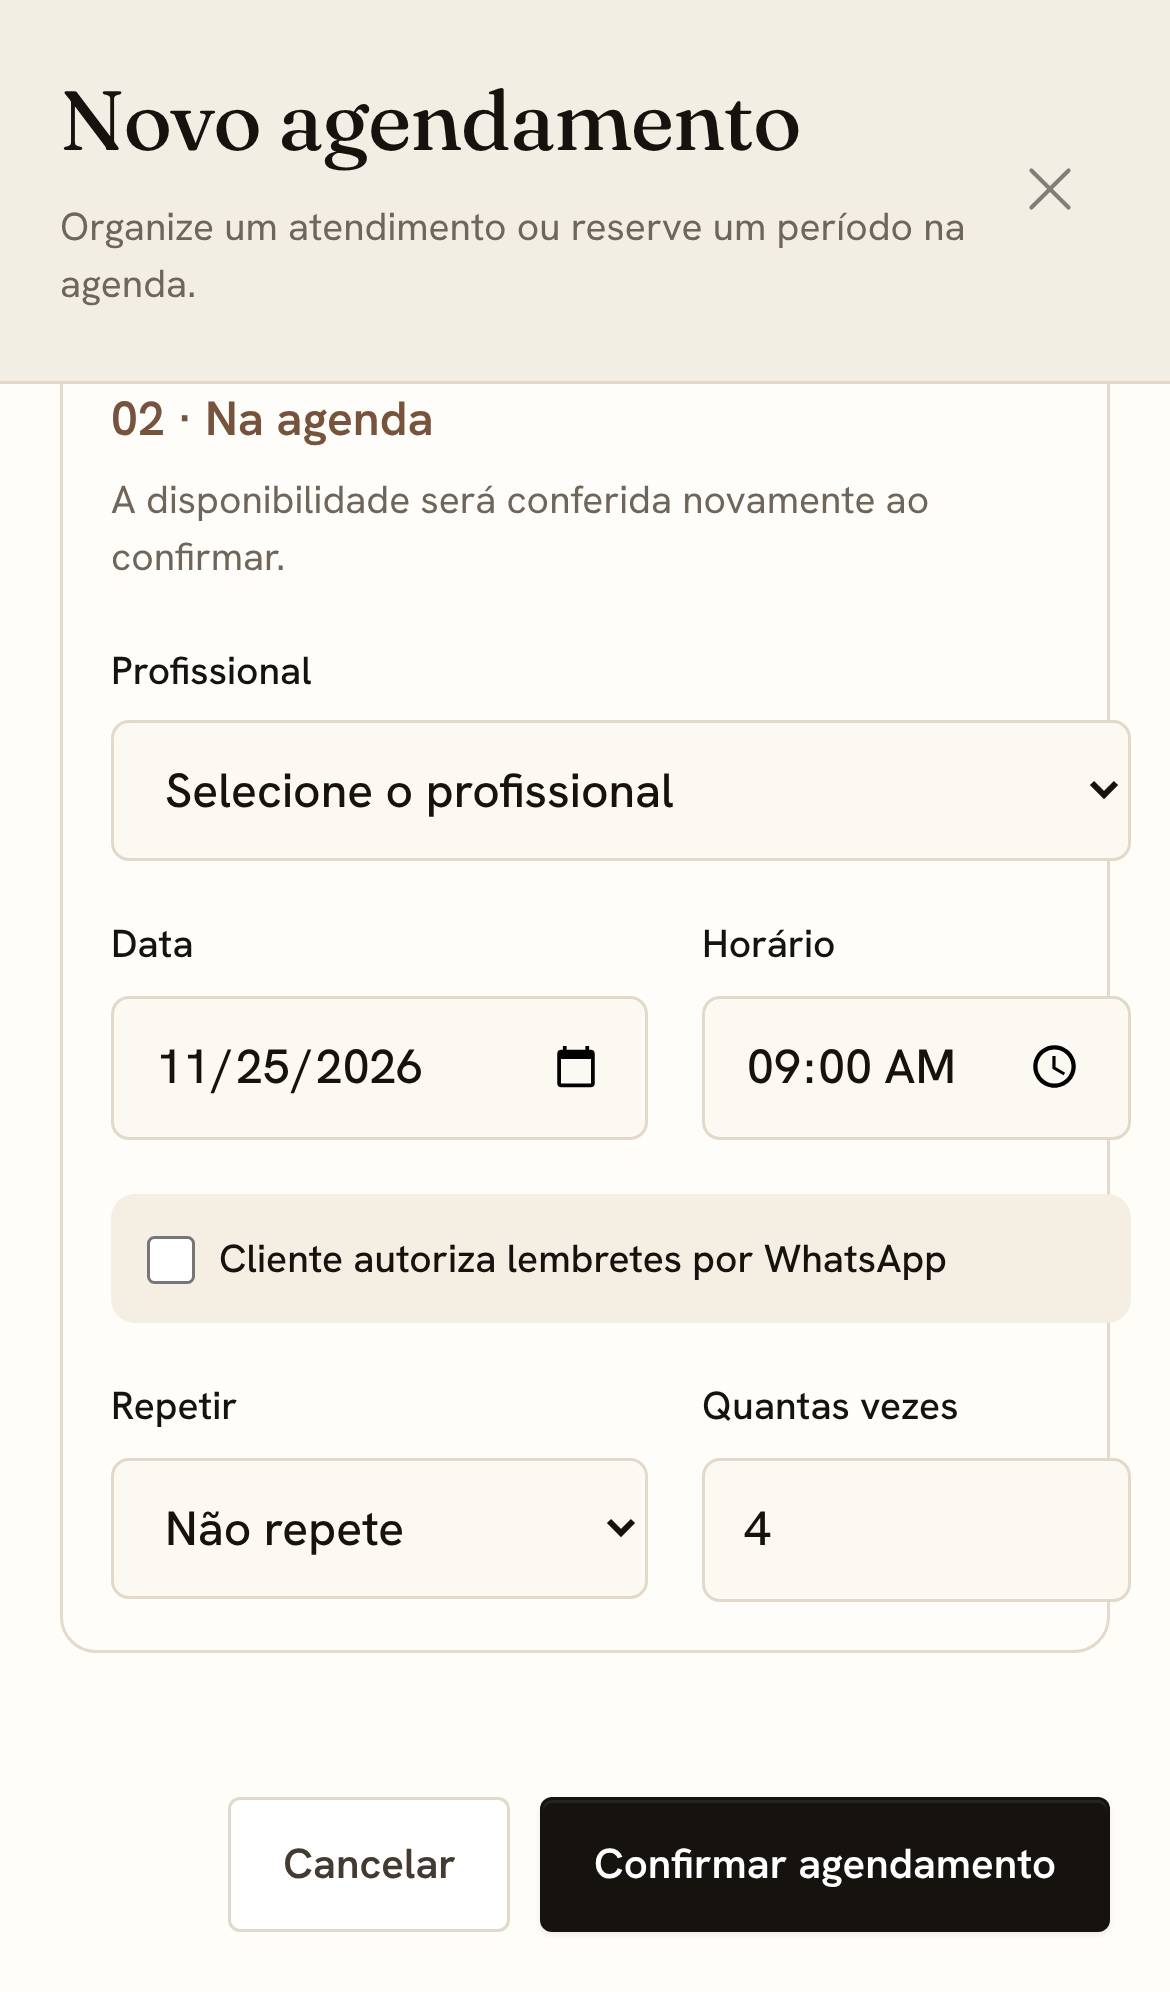 Novo agendamento
Organize um atendimento ou reserve um período na
agenda.
02 · Na agenda
A disponibilidade será conferida novamente ao
confirmar.
Profissional
Selecione o profissional
Data
Horário
11/25/2026
09:00 AM
Cliente autoriza lembretes por WhatsApp
Repetir
Quantas vezes
Não repete
4
Cancelar
Confirmar agendamento